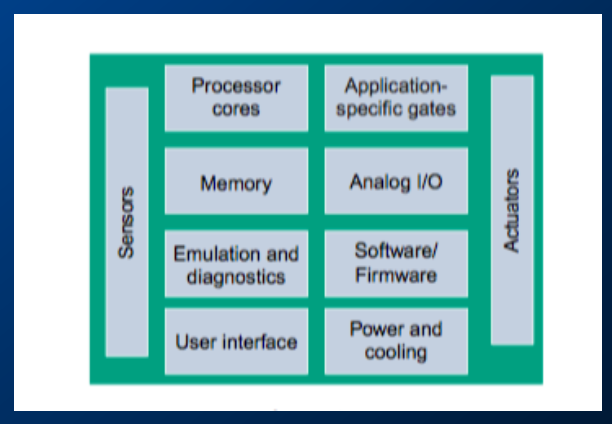 Sensors
Processor
cores
Application-
specific gates
Memory
Analog I/O
Emulation and
diagnostics
Software/
Firmware
User interface
Power and
cooling
Actuators